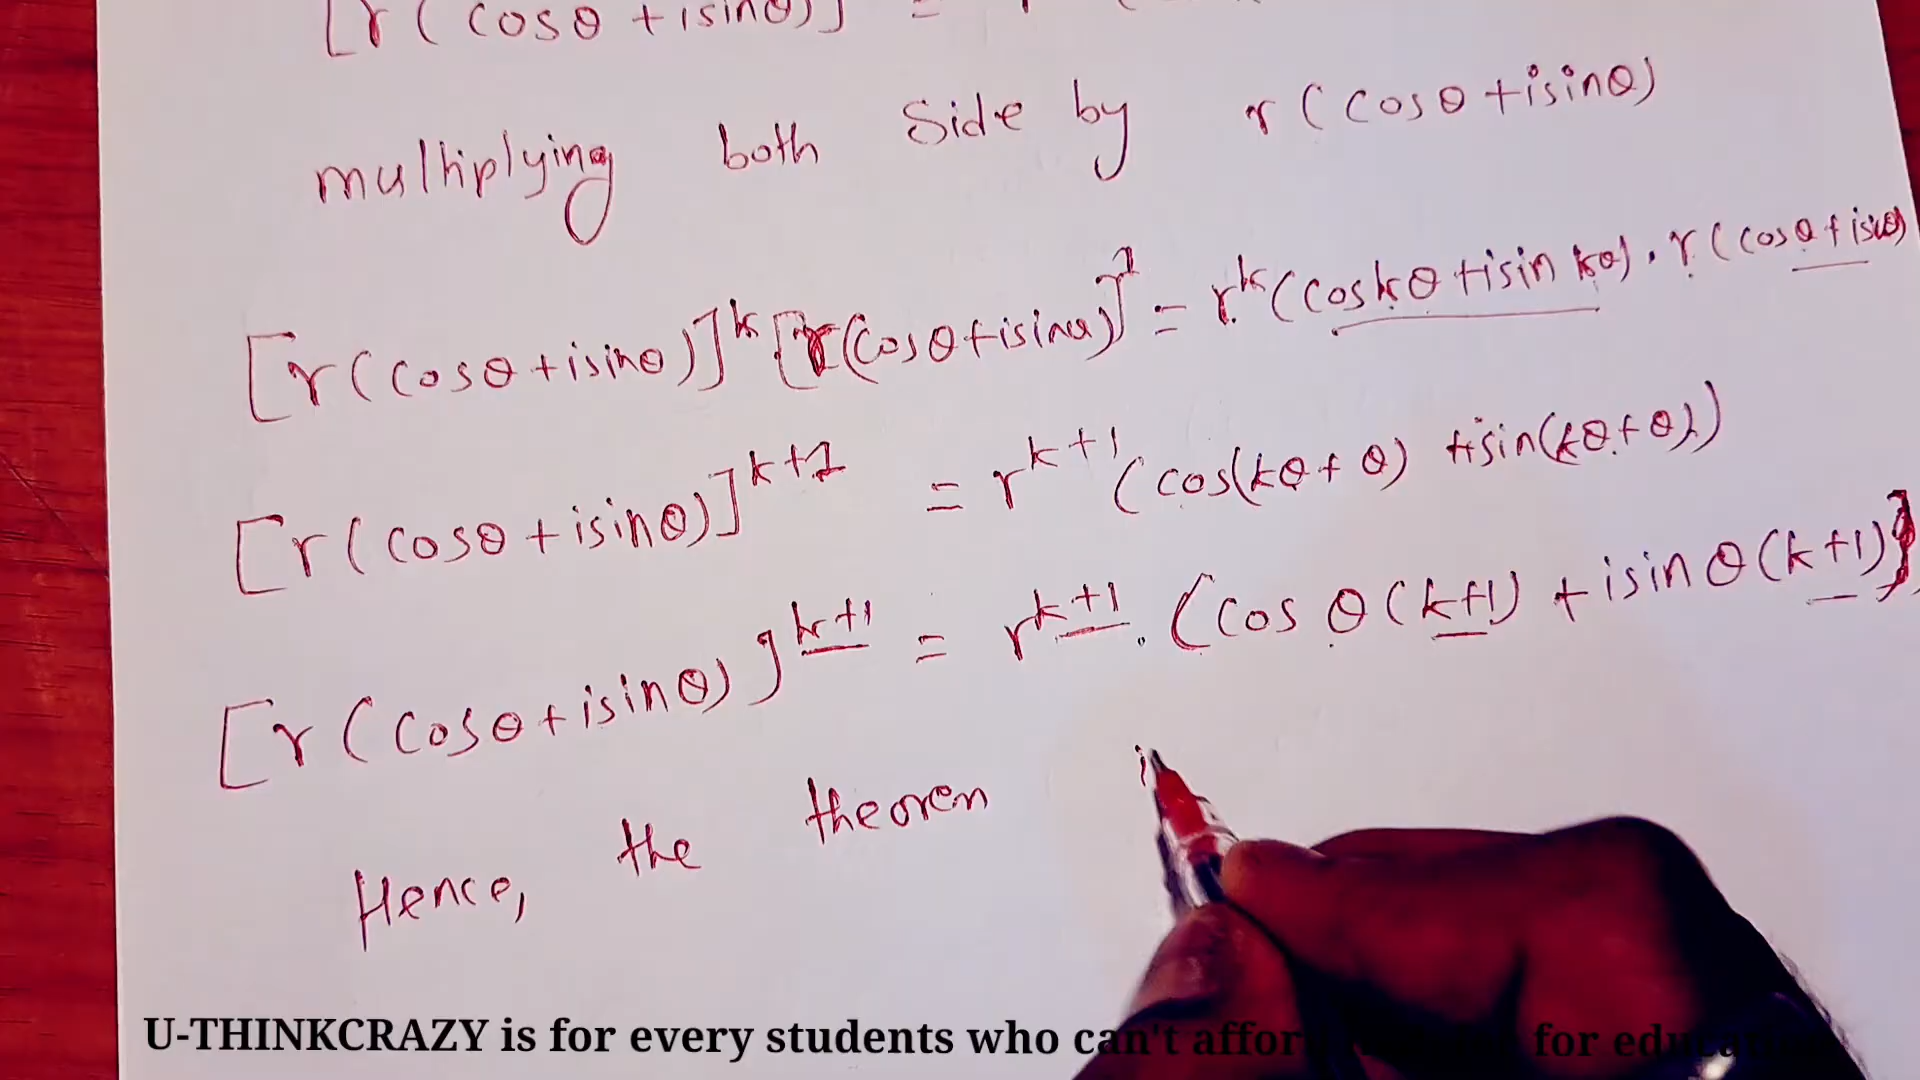 [r(cosθ +isinθ)] =
multiplying both side by r(cosθ +isinθ)
[r(cosθ+isinθ)]^k [r(cosθ+isinθ)]^1 = r^k(coskθ +isin kθ) . r(cosθ+isinθ)
[r(cosθ+isinθ)]^k+1 = r^k+1 (cos(kθ+θ) +isin(kθ+θ))
[r(cosθ+isinθ)]^k+1 = r^k+1 . (cos θ(k+1) + isin θ(k+1)}
Hence, the theorem i
U-THINKCRAZY is for every students who can't affor for education